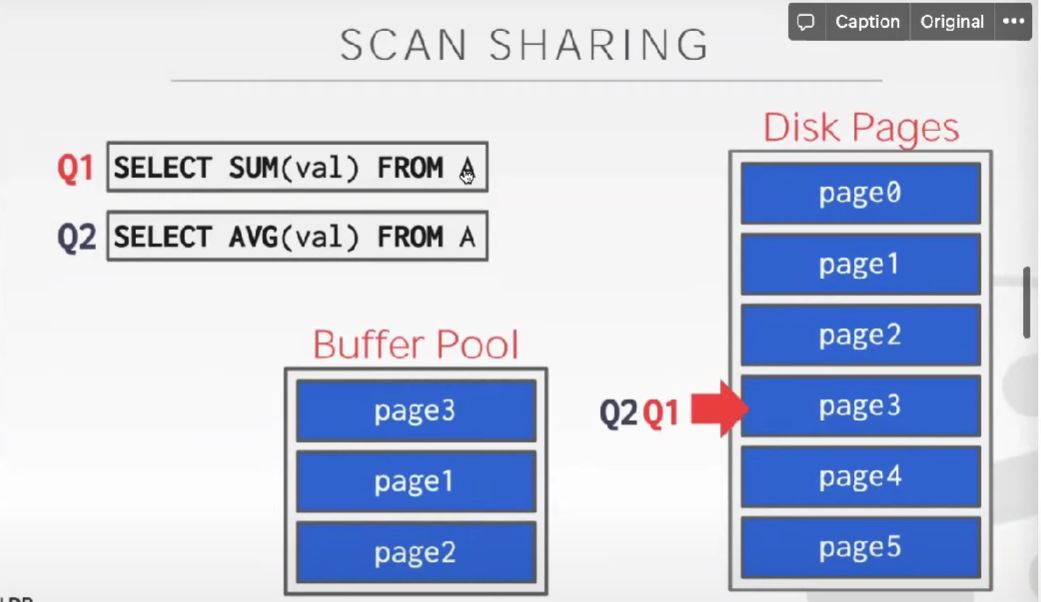 Caption Original •••
SCAN SHARING
Q1 SELECT SUM(val) FROM A
Q2 SELECT AVG(val) FROM A
Disk Pages
page0
page1
page2
page3
page4
page5
Q2 Q1
Buffer Pool
page3
page1
page2